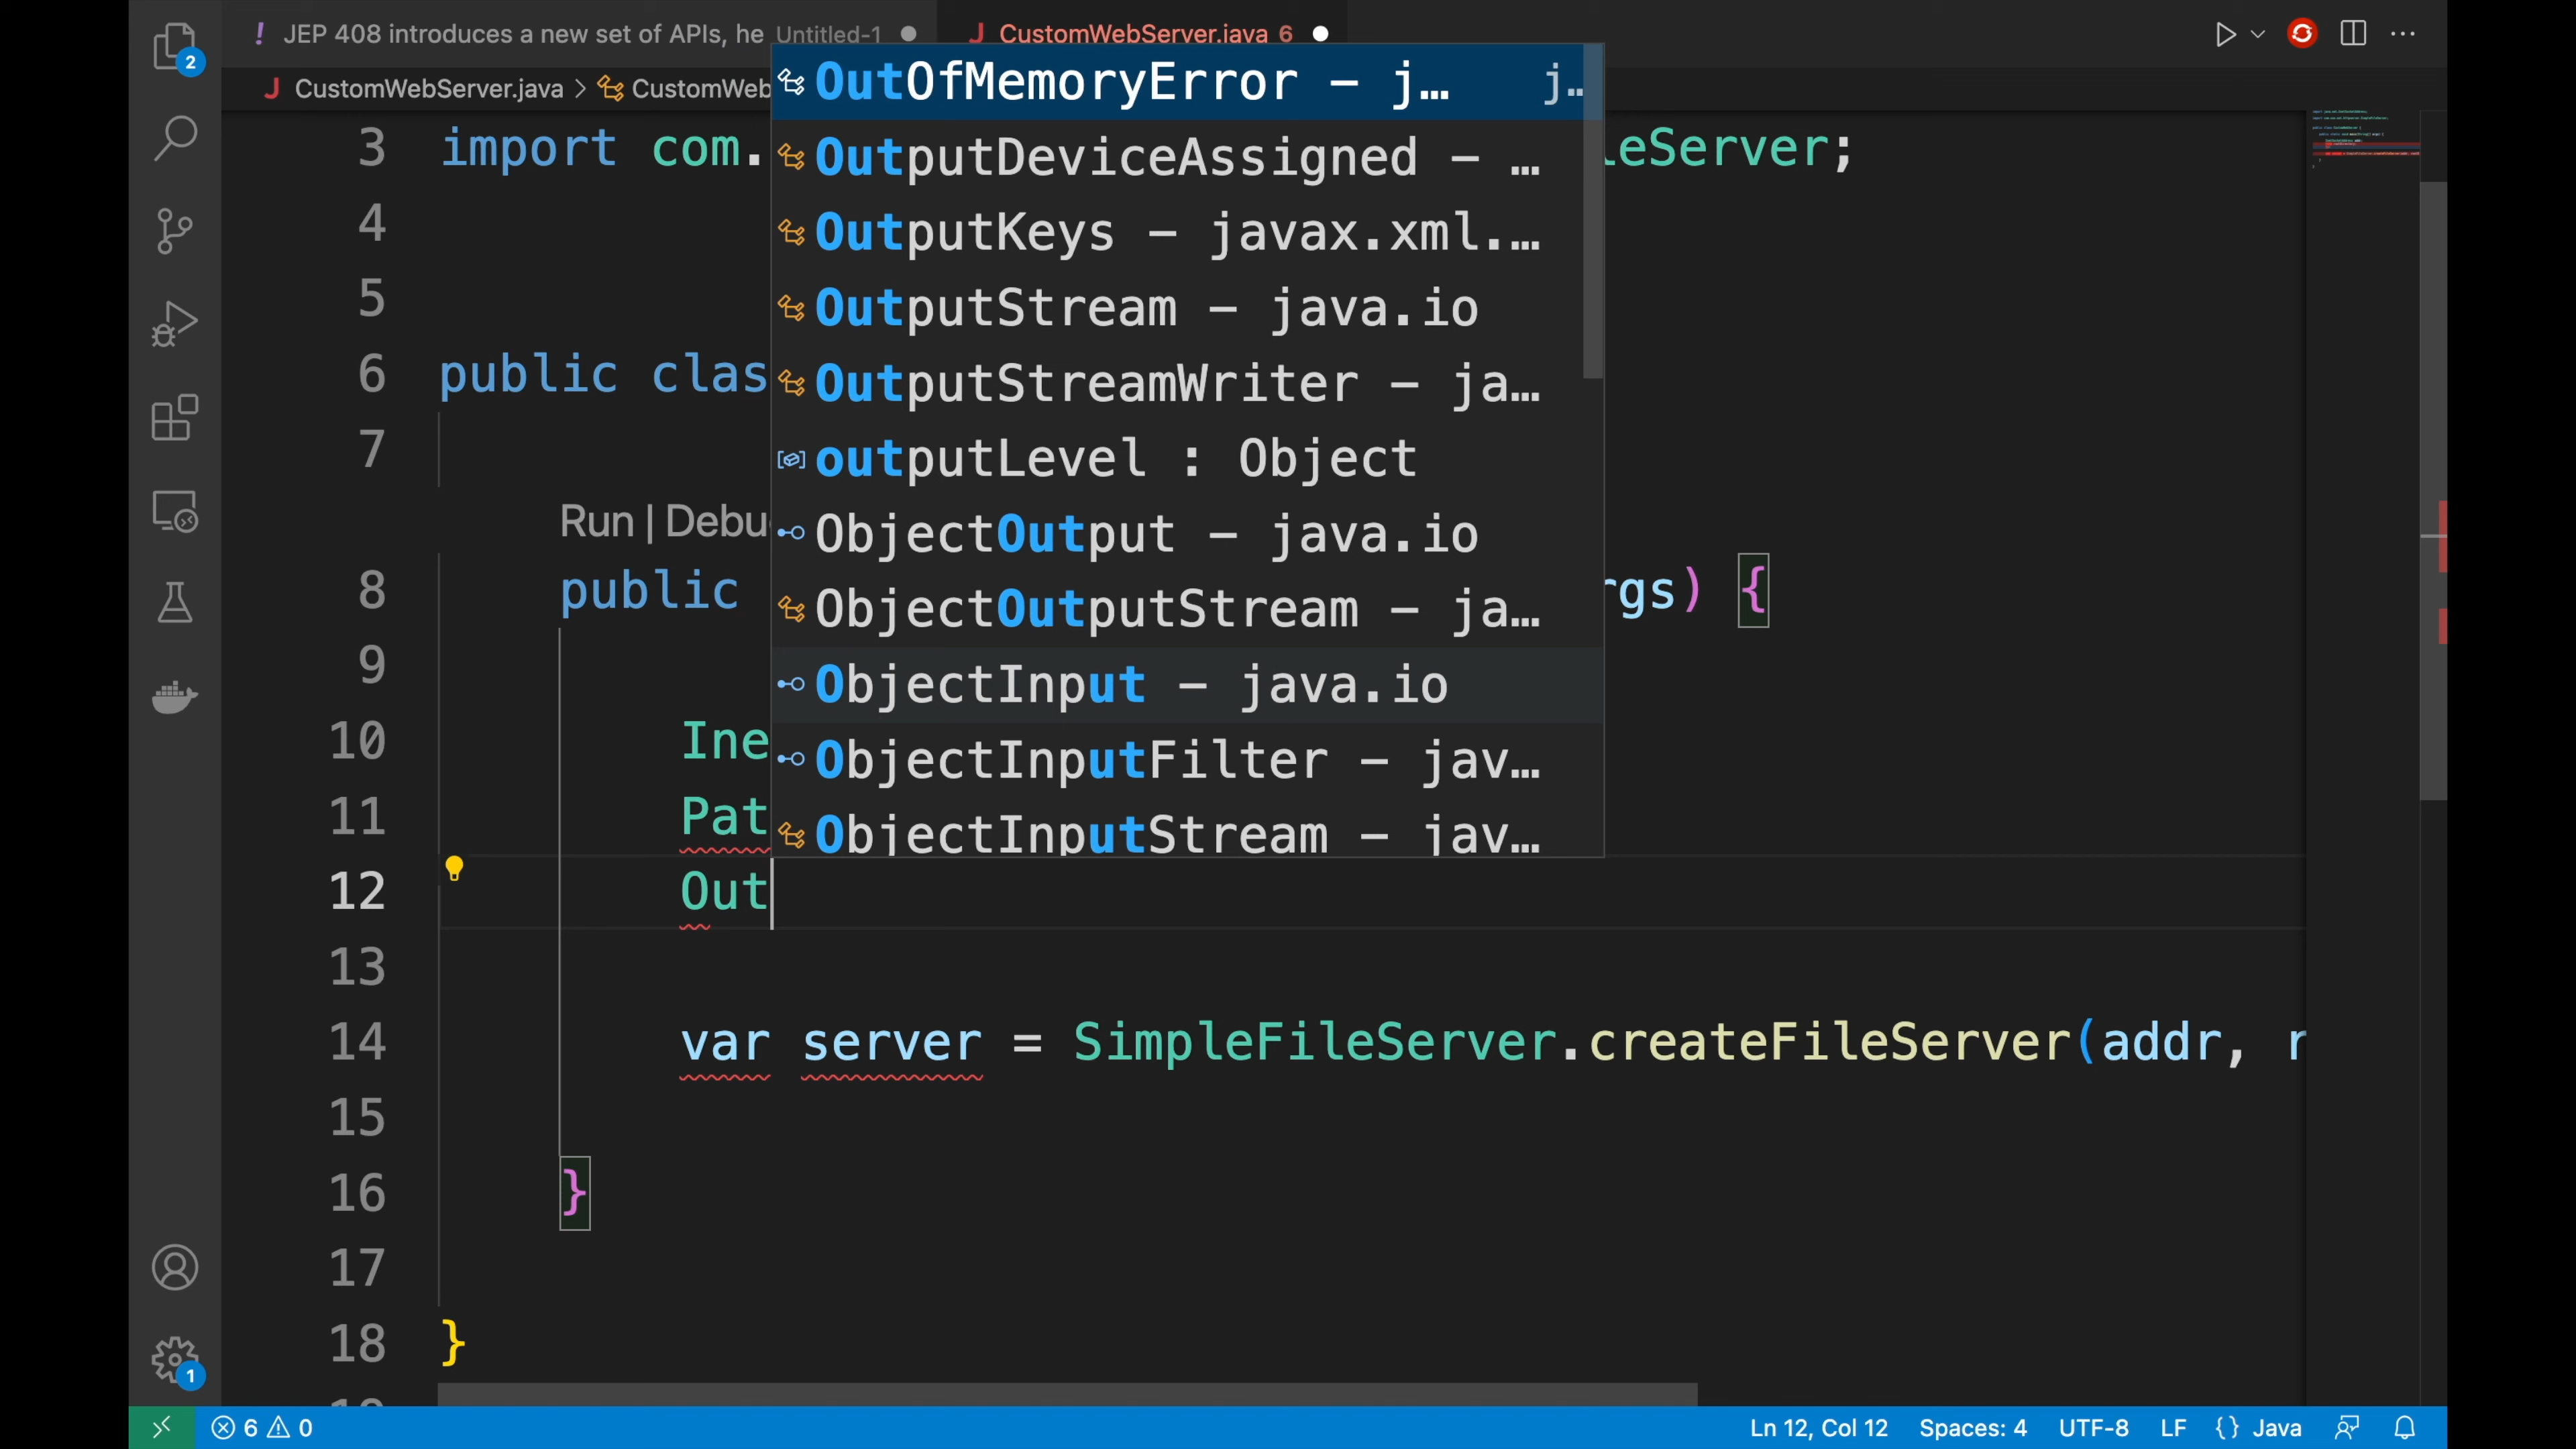 2
! JEP 408 introduces a new set of APIs, he Untitled-1
J CustomWebServer.java 6
J CustomWebServer.java > CustomWeb
3 import com. leServer;
4
5
6 public clas
7
Run | Debu
8 public rgs) {
9
10 Ine
11 Pat
12 Out
13
14 var server = SimpleFileServer.createFileServer(addr, r
15
16 }
17
18 }
OutOfMemoryError – j… j…
OutputDeviceAssigned – …
OutputKeys – javax.xml.…
OutputStream – java.io
OutputStreamWriter – ja…
outputLevel : Object
ObjectOutput – java.io
ObjectOutputStream – ja…
ObjectInput – java.io
ObjectInputFilter – jav…
ObjectInputStream – jav…
1
6 0
Ln 12, Col 12 Spaces: 4 UTF-8 LF {} Java